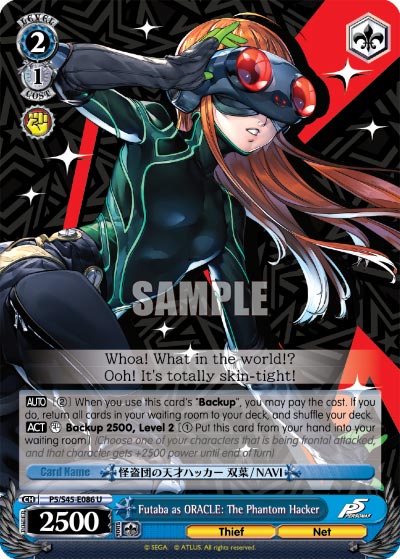 LEVEL
2
1
COST
SAMPLE
Whoa! What in the world!?
Ooh! It's totally skin-tight!
AUTO [②] When you use this card's "Backup", you may pay the cost. If you
do, return all cards in your waiting room to your deck, and shuffle your deck.
ACT Backup 2500, Level 2 [① Put this card from your hand into your
waiting room] (Choose one of your characters that is being frontal attacked,
and that character gets +2500 power until end of turn)
Card Name 怪盗団の天才ハッカー 双葉/NAVI
CH P5/S45-E086 U
Futaba as ORACLE: The Phantom Hacker
P5 PERSONA5
POWER 2500
Thief Net
© SEGA. © ATLUS. All rights reserved.